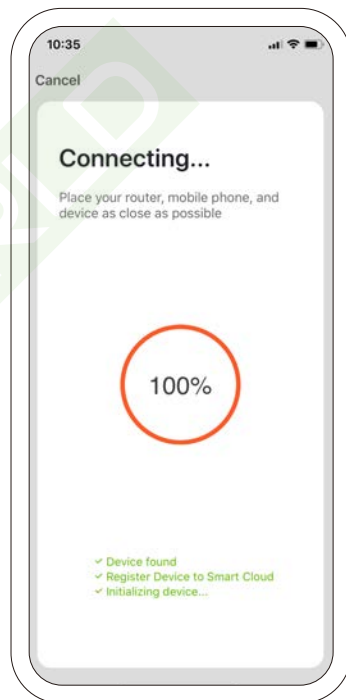 10:35
Cancel
Connecting...
Place your router, mobile phone, and
device as close as possible
100%
✓ Device found
✓ Register Device to Smart Cloud
✓ Initializing device...